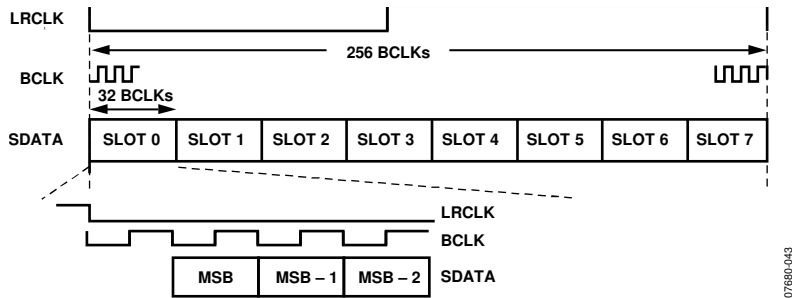 LRCLK
256 BCLKs
BCLK
32 BCLKs
SDATA
SLOT 0 SLOT 1 SLOT 2 SLOT 3 SLOT 4 SLOT 5 SLOT 6 SLOT 7
LRCLK
BCLK
MSB MSB – 1 MSB – 2 SDATA
07680-043